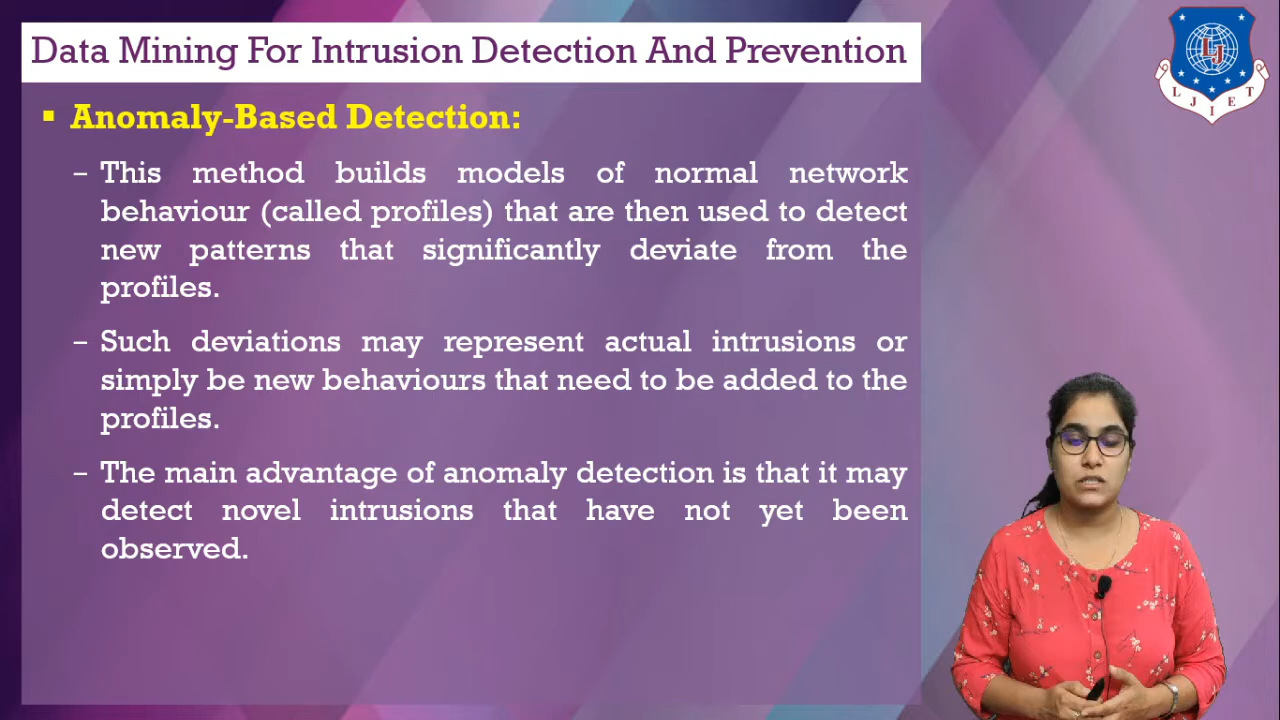 Data Mining For Intrusion Detection And Prevention
▪ Anomaly-Based Detection:
– This method builds models of normal network
behaviour (called profiles) that are then used to detect
new patterns that significantly deviate from the
profiles.
– Such deviations may represent actual intrusions or
simply be new behaviours that need to be added to the
profiles.
– The main advantage of anomaly detection is that it may
detect novel intrusions that have not yet been
observed.
LJ
L J I E T